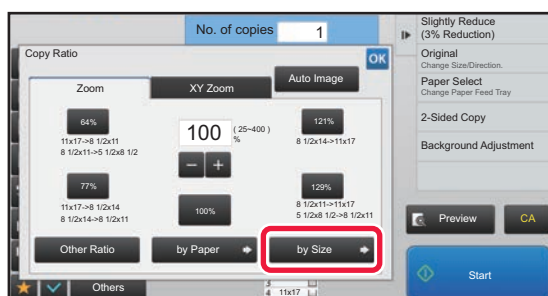 No. of copies 1
Copy Ratio
OK
Zoom
XY Zoom
Auto Image
64%
11x17->8 1/2x11
8 1/2x11->5 1/2x8 1/2
77%
11x17->8 1/2x14
8 1/2x14->8 1/2x11
100
(25~400)
%
100%
121%
8 1/2x14->11x17
129%
8 1/2x11->11x17
5 1/2x8 1/2->8 1/2x11
Other Ratio
by Paper
by Size
Others
4 11x17
Slightly Reduce
(3% Reduction)
Original
Change Size/Direction.
Paper Select
Change Paper Feed Tray
2-Sided Copy
Background Adjustment
Preview
CA
Start